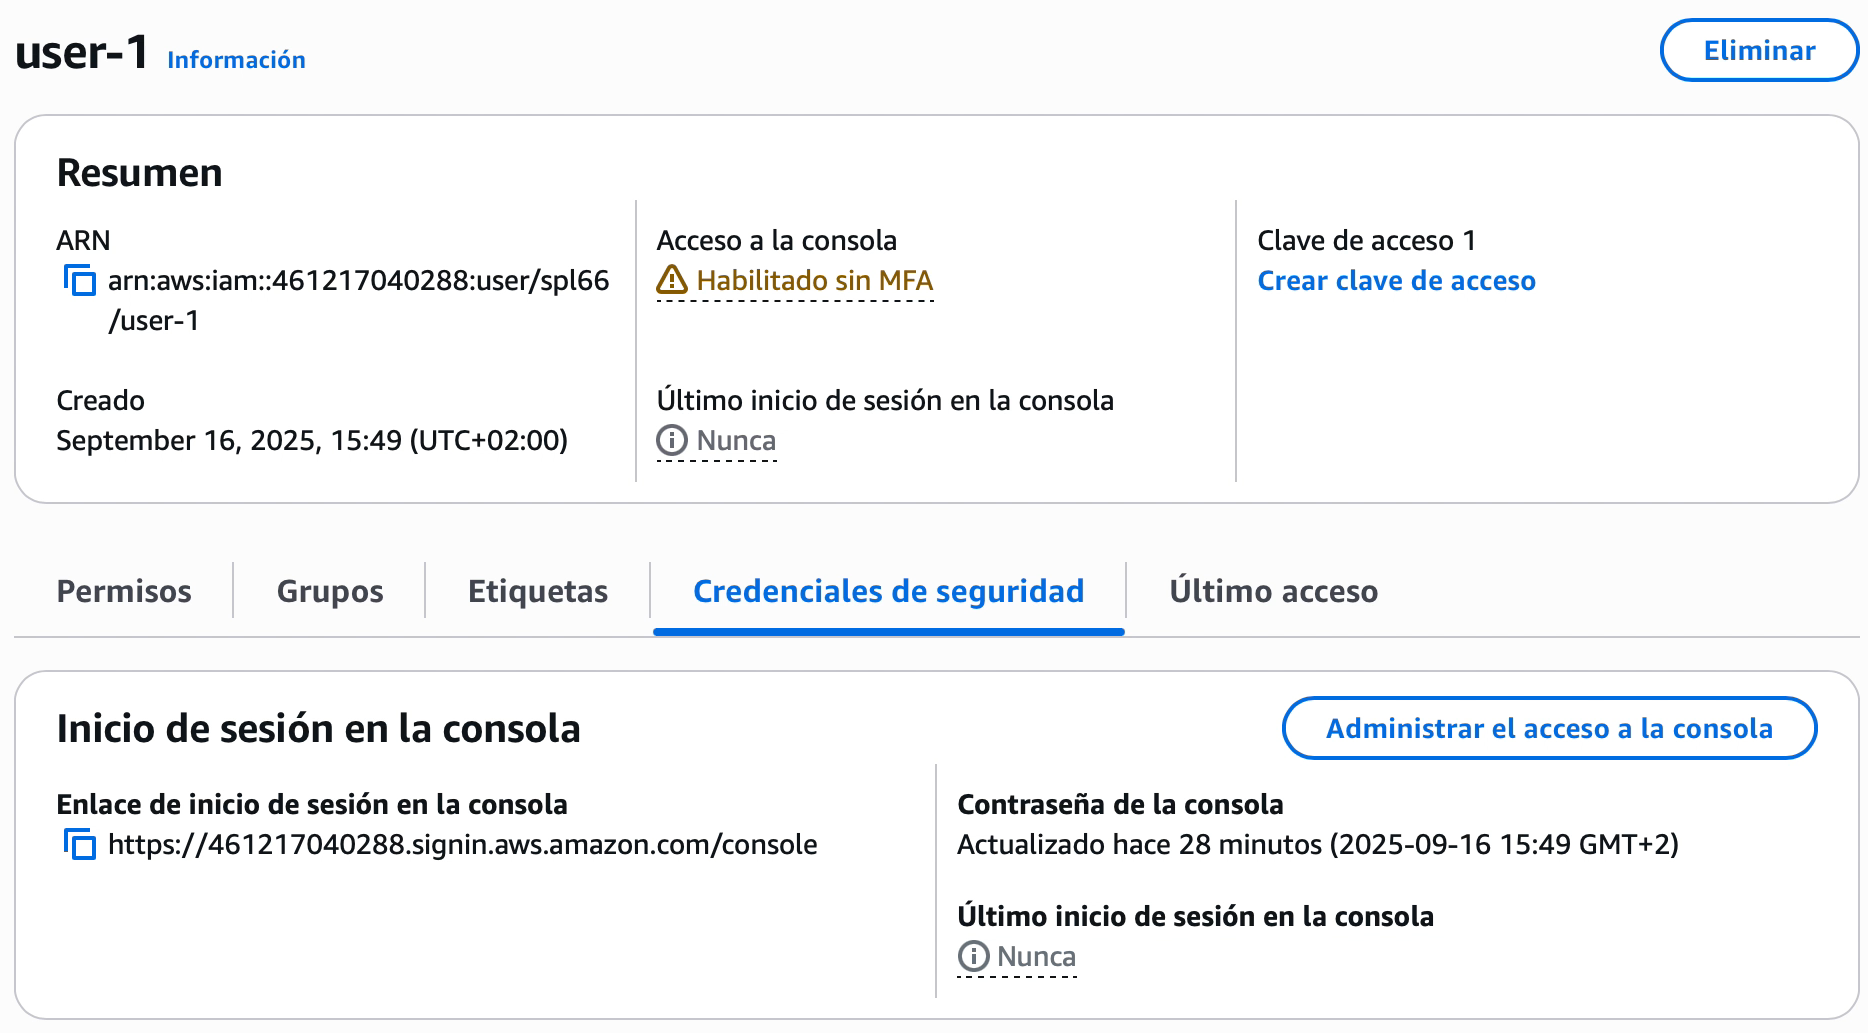 user-1 Información
Eliminar
Resumen
ARN
arn:aws:iam::461217040288:user/spl66
/user-1
Creado
September 16, 2025, 15:49 (UTC+02:00)
Acceso a la consola
Habilitado sin MFA
Último inicio de sesión en la consola
Nunca
Clave de acceso 1
Crear clave de acceso
Permisos
Grupos
Etiquetas
Credenciales de seguridad
Último acceso
Inicio de sesión en la consola
Administrar el acceso a la consola
Enlace de inicio de sesión en la consola
https://461217040288.signin.aws.amazon.com/console
Contraseña de la consola
Actualizado hace 28 minutos (2025-09-16 15:49 GMT+2)
Último inicio de sesión en la consola
Nunca